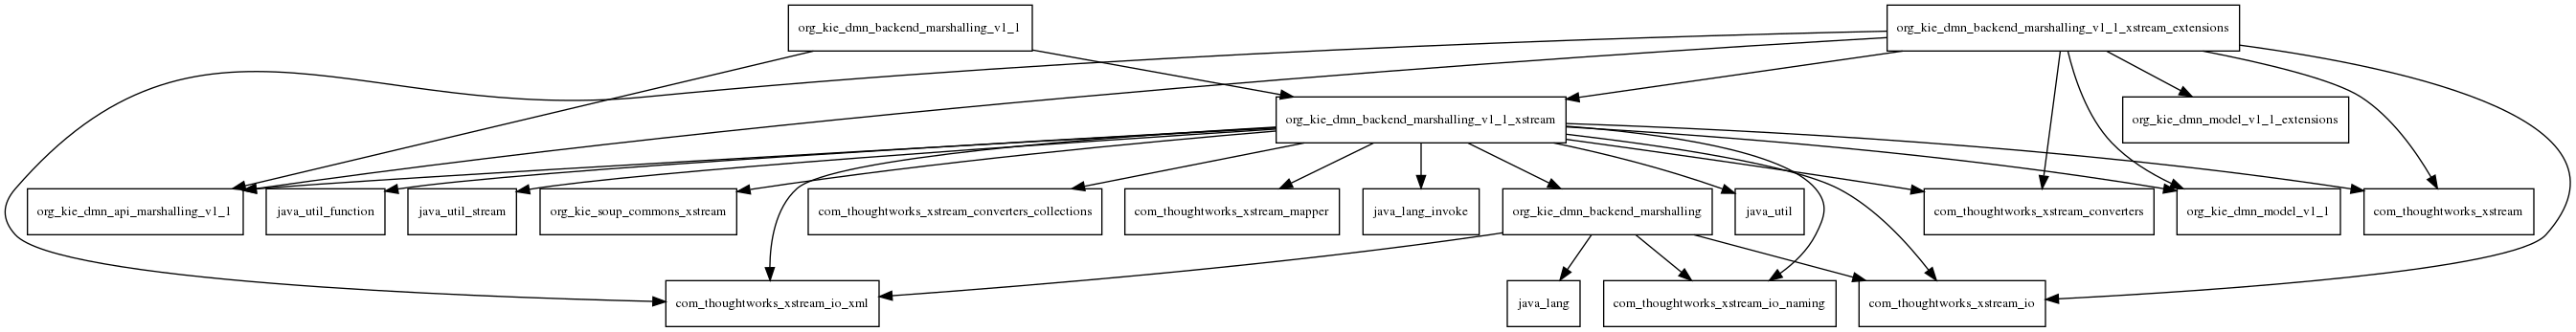 org_kie_dmn_backend_marshalling_v1_1
org_kie_dmn_backend_marshalling_v1_1_xstream_extensions
org_kie_dmn_backend_marshalling_v1_1_xstream
org_kie_dmn_model_v1_1_extensions
org_kie_dmn_api_marshalling_v1_1
java_util_function
java_util_stream
org_kie_soup_commons_xstream
com_thoughtworks_xstream_converters_collections
com_thoughtworks_xstream_mapper
java_lang_invoke
org_kie_dmn_backend_marshalling
java_util
com_thoughtworks_xstream_converters
org_kie_dmn_model_v1_1
com_thoughtworks_xstream
com_thoughtworks_xstream_io_xml
java_lang
com_thoughtworks_xstream_io_naming
com_thoughtworks_xstream_io